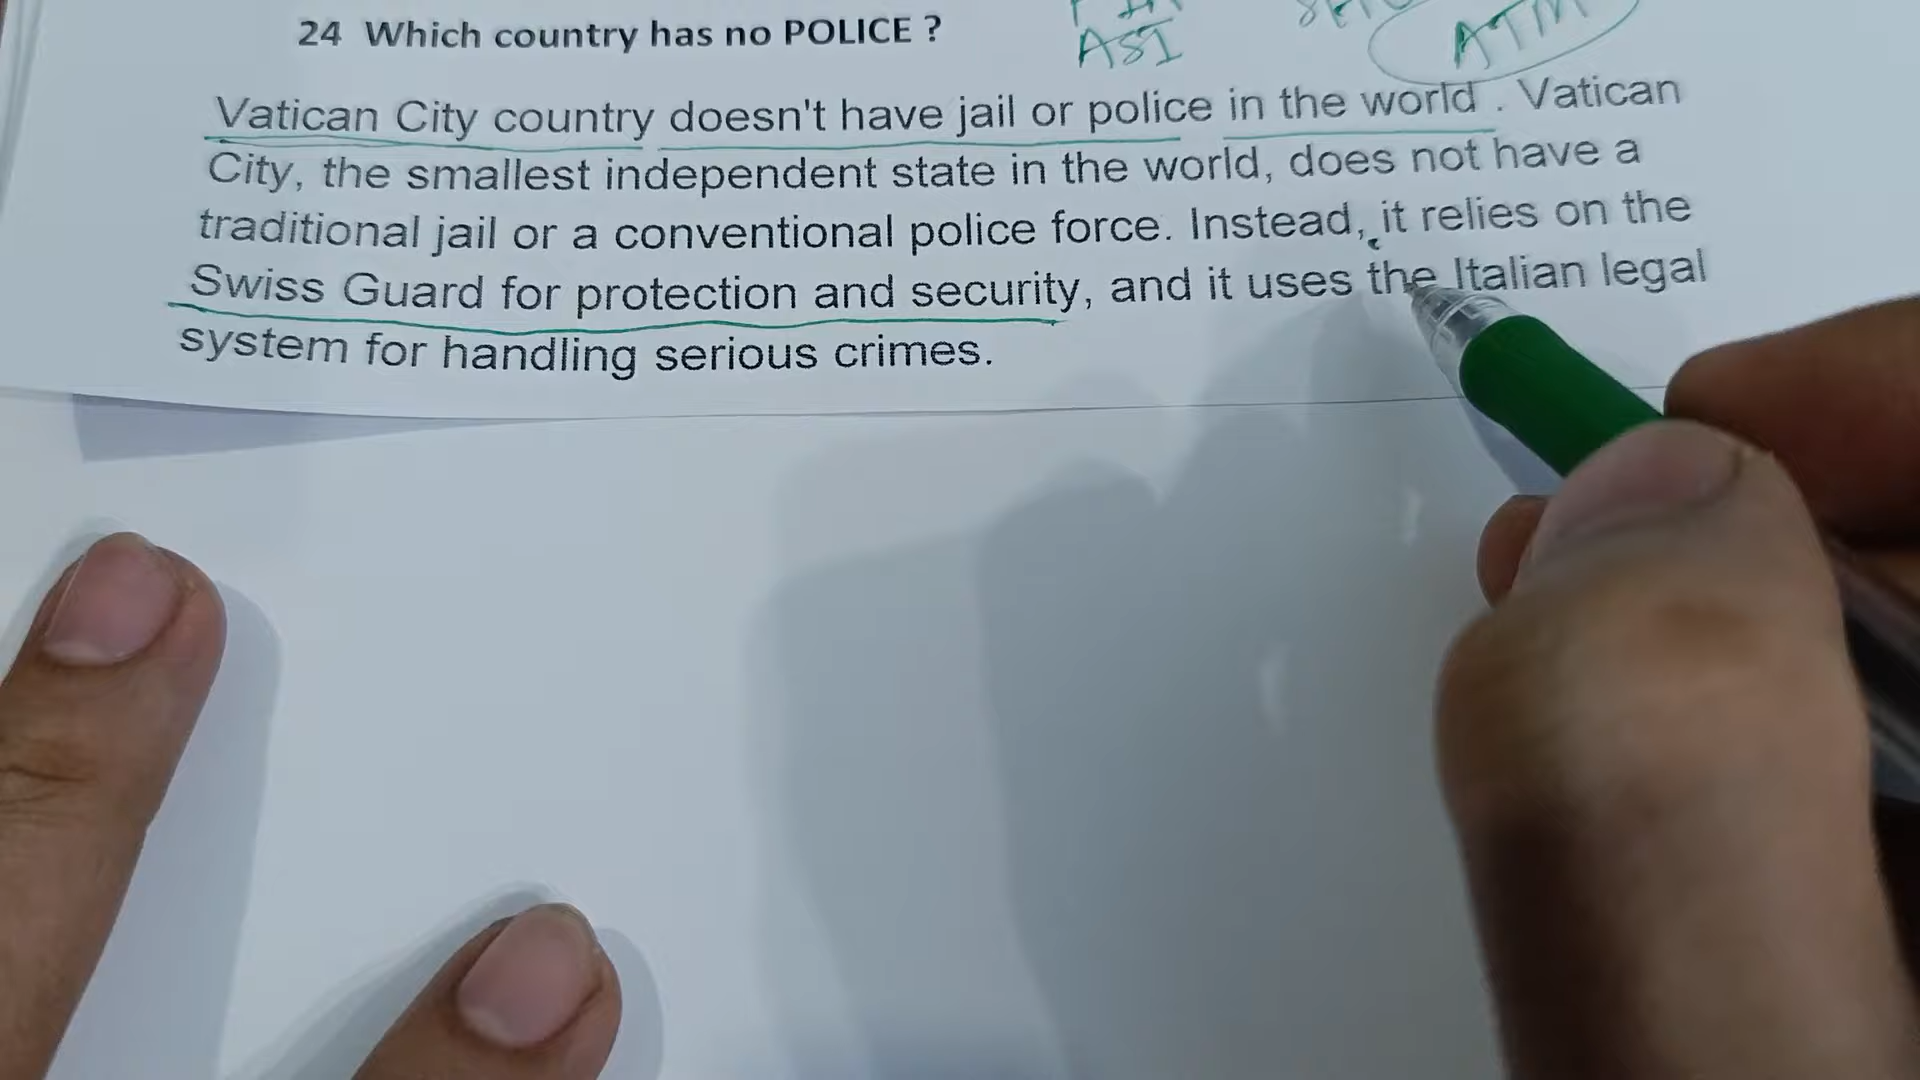 24 Which country has no POLICE ?
ASI
ATM
Vatican City country doesn't have jail or police in the world . Vatican
City, the smallest independent state in the world, does not have a
traditional jail or a conventional police force. Instead, it relies on the
Swiss Guard for protection and security, and it uses the Italian legal
system for handling serious crimes.